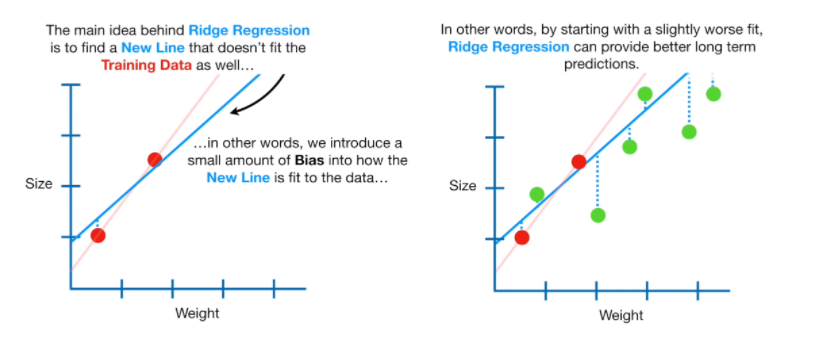 The main idea behind Ridge Regression
is to find a New Line that doesn't fit the
Training Data as well…
…in other words, we introduce a
small amount of Bias into how the
New Line is fit to the data…
Size
Weight
In other words, by starting with a slightly worse fit,
Ridge Regression can provide better long term
predictions.
Size
Weight